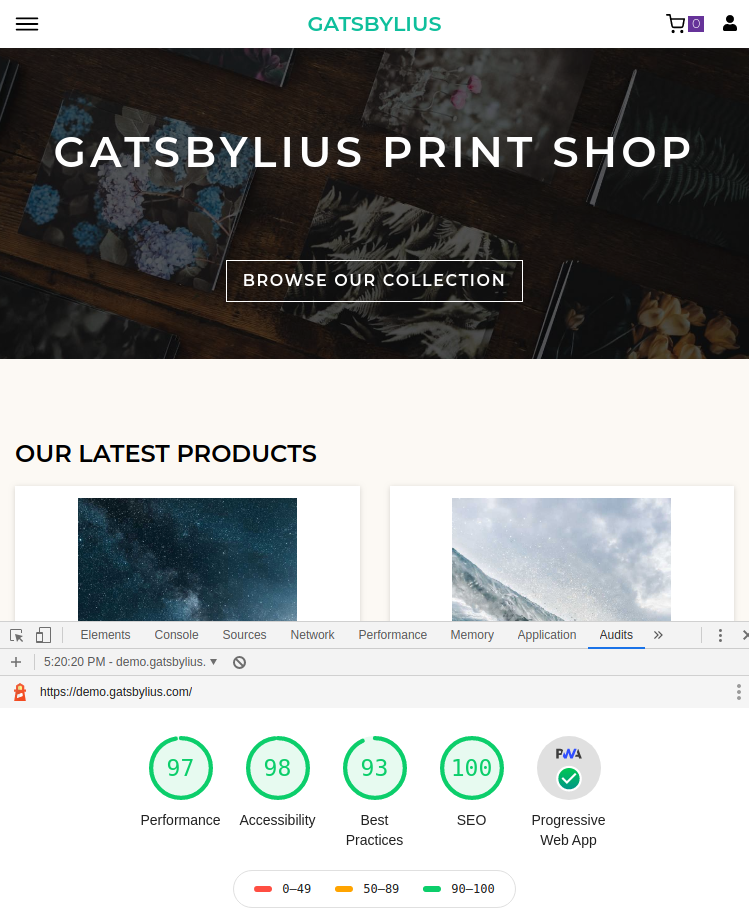 GATSBYLIUS
0
GATSBYLIUS PRINT SHOP
BROWSE OUR COLLECTION
OUR LATEST PRODUCTS
Elements Console Sources Network Performance Memory Application Audits »
5:20:20 PM - demo.gatsbylius.
https://demo.gatsbylius.com/
97 98 93 100 PWA
Performance Accessibility Best Practices SEO Progressive Web App
0–49 50–89 90–100